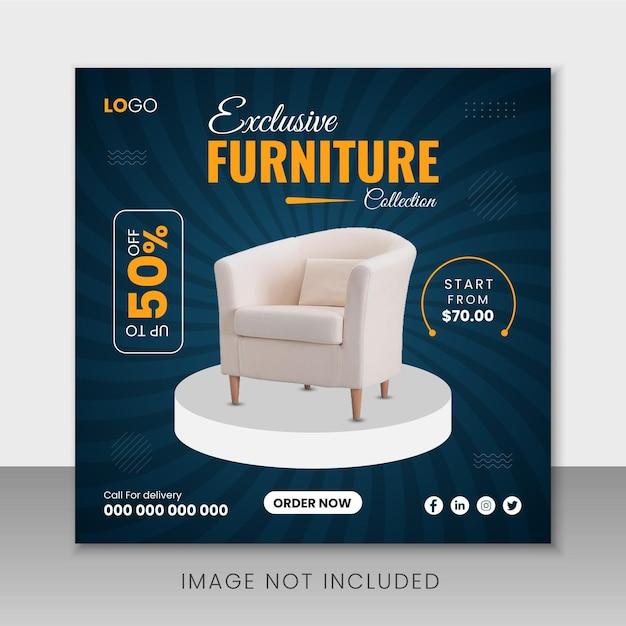 LOGO
Exclusive
FURNITURE
Collection
UP TO
50%
OFF
START
FROM
$70.00
Call For delivery
000 000 000 000
ORDER NOW
IMAGE NOT INCLUDED